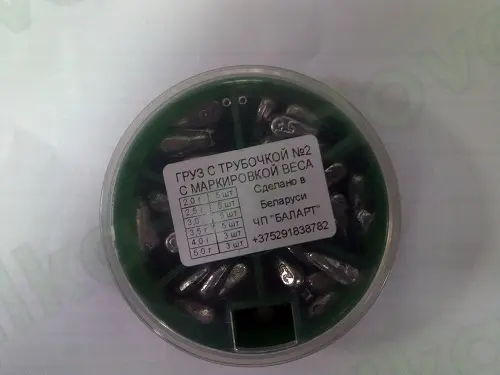 ГРУЗ С ТРУБОЧКОЙ №2
С МАРКИРОВКОЙ ВЕСА
2.0 г 5 шт
2.5 г 5 шт
3.0 5 шт
3.5 г 5 шт
4.0 г 3 шт
5.0 г 3 шт
Сделано в
Беларуси
ЧП "БАЛАРТ"
+375291838782